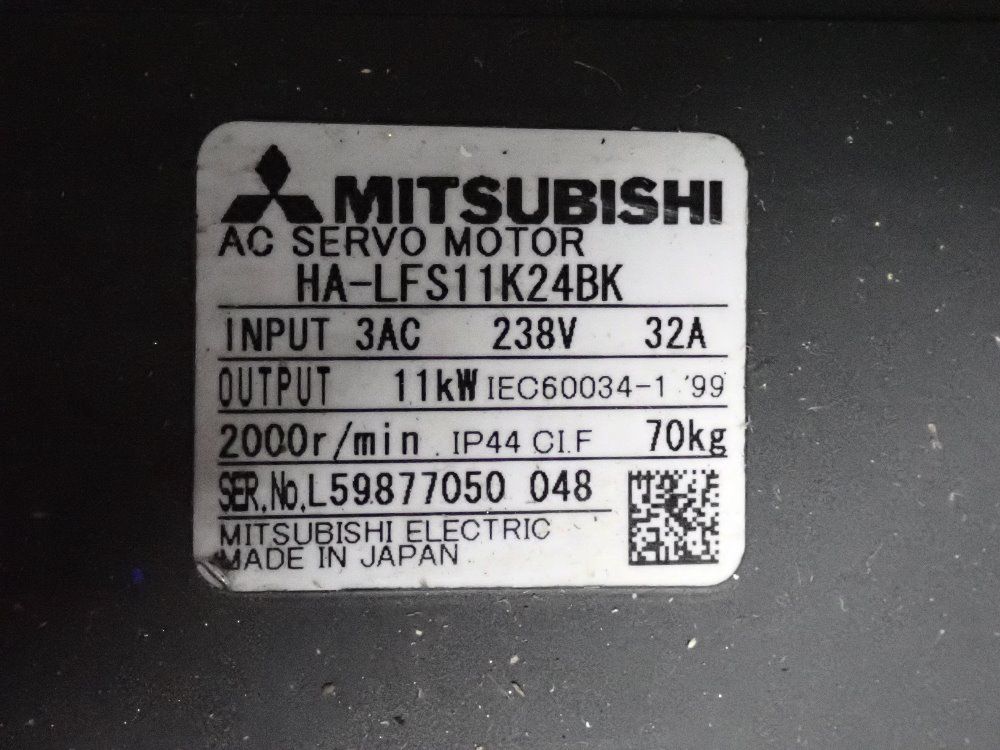 MITSUBISHI
AC SERVO MOTOR
HA-LFS11K24BK
INPUT 3AC 238V 32A
OUTPUT 11kW IEC60034-1 '99
2000r/min. IP44 CI.F 70kg
SER.No.L59877050 048
MITSUBISHI ELECTRIC
MADE IN JAPAN